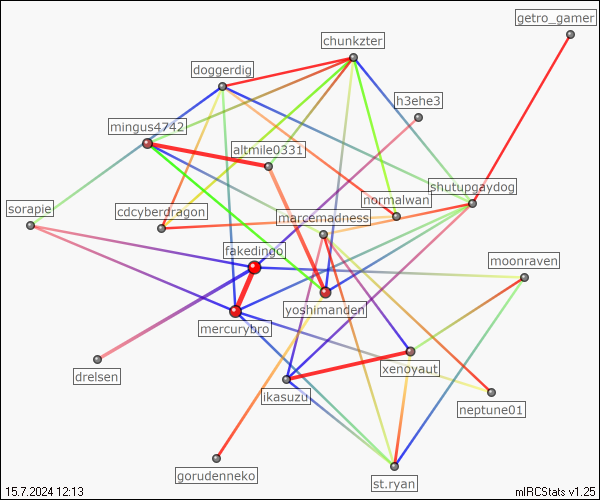 getro_gamer
chunkzter
doggerdig
h3ehe3
mingus4742
altmile0331
shutupgaydog
normalwan
sorapie
cdcyberdragon
marcemadness
fakedingo
moonraven
yoshimanden
mercurybro
xenoyaut
drelsen
ikasuzu
neptune01
gorudenneko
st.ryan
15.7.2024 12:13
mIRCStats v1.25